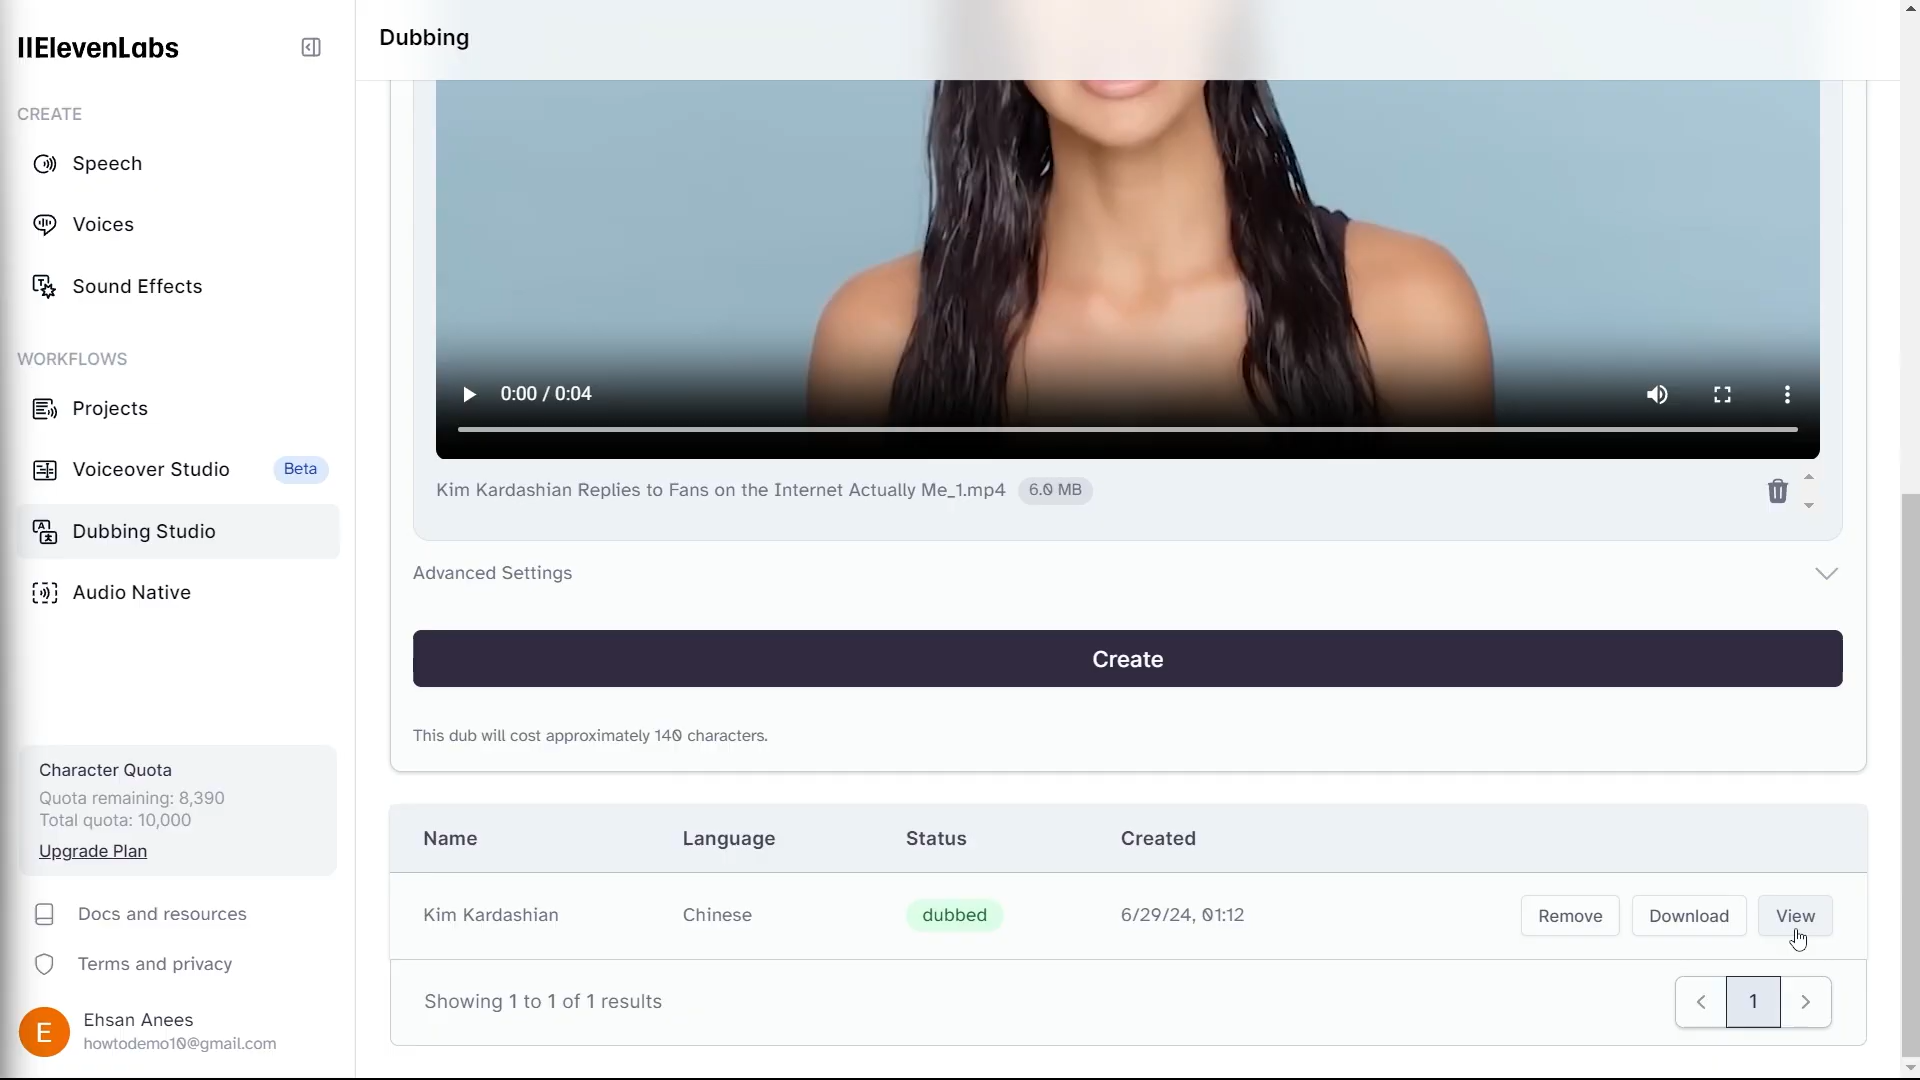 IIElevenLabs
CREATE
Speech
Voices
Sound Effects
WORKFLOWS
Projects
Voiceover Studio Beta
Dubbing Studio
Audio Native
Character Quota
Quota remaining: 8,390
Total quota: 10,000
Upgrade Plan
Docs and resources
Terms and privacy
E
Ehsan Anees
howtodemo10@gmail.com
Dubbing
0:00 / 0:04
Kim Kardashian Replies to Fans on the Internet Actually Me_1.mp4 6.0 MB
Advanced Settings
Create
This dub will cost approximately 140 characters.
Name Language Status Created
Kim Kardashian Chinese dubbed 6/29/24, 01:12 Remove Download View
Showing 1 to 1 of 1 results 1